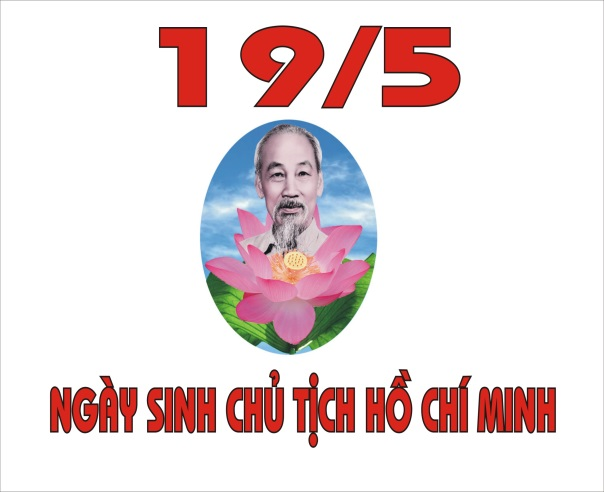 19/5
NGÀY SINH CHỦ TỊCH HỒ CHÍ MINH